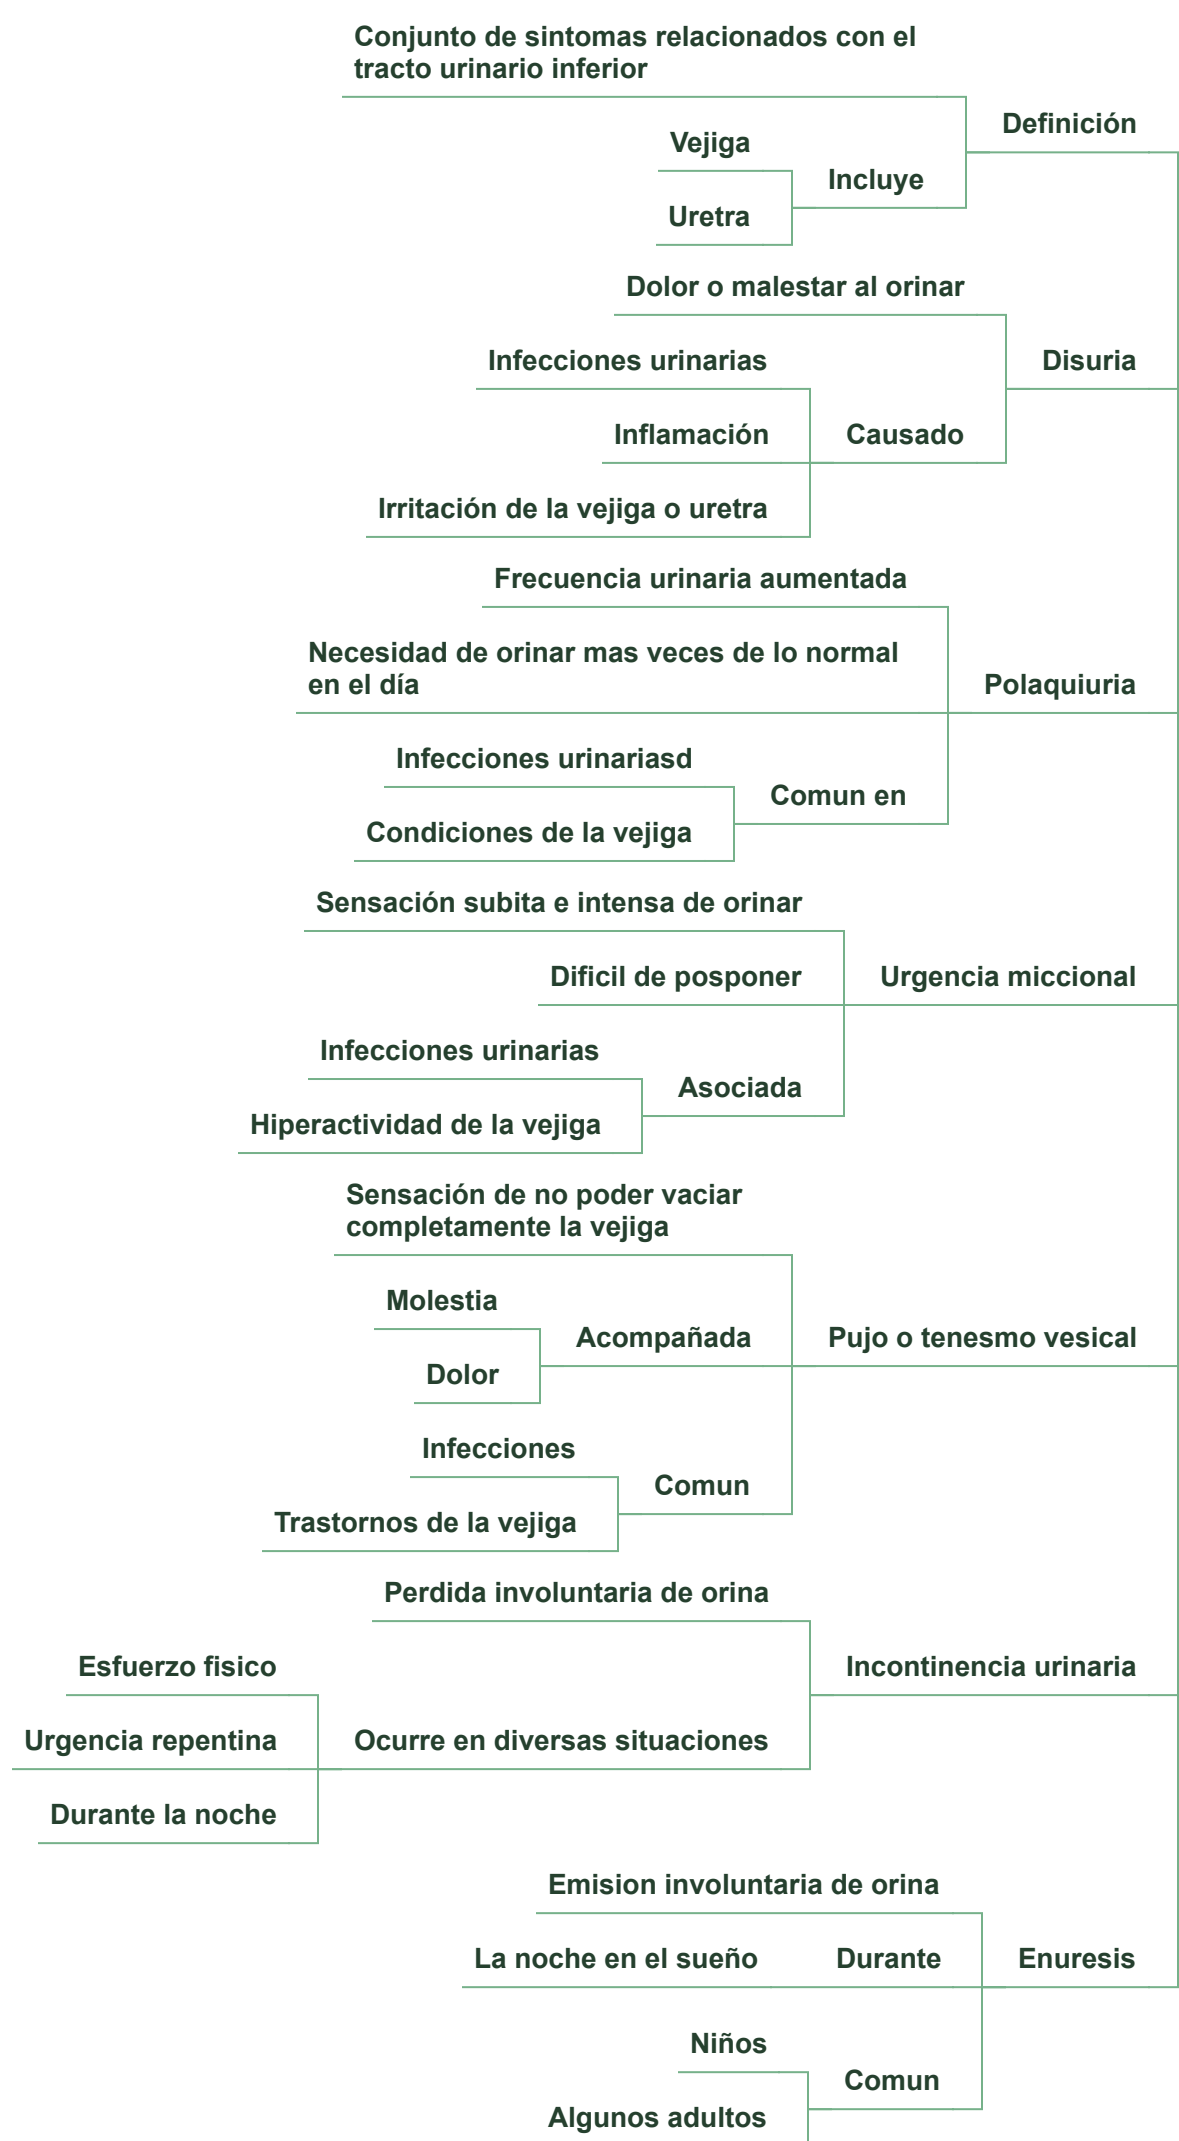 Conjunto de sintomas relacionados con el
tracto urinario inferior
Definición
Vejiga
Incluye
Uretra
Dolor o malestar al orinar
Infecciones urinarias
Disuria
Inflamación
Causado
Irritación de la vejiga o uretra
Frecuencia urinaria aumentada
Necesidad de orinar mas veces de lo normal
en el día
Polaquiuria
Infecciones urinariasd
Comun en
Condiciones de la vejiga
Sensación subita e intensa de orinar
Dificil de posponer
Urgencia miccional
Infecciones urinarias
Asociada
Hiperactividad de la vejiga
Sensación de no poder vaciar
completamente la vejiga
Molestia
Acompañada
Pujo o tenesmo vesical
Dolor
Infecciones
Comun
Trastornos de la vejiga
Perdida involuntaria de orina
Esfuerzo fisico
Incontinencia urinaria
Urgencia repentina
Ocurre en diversas situaciones
Durante la noche
Emision involuntaria de orina
La noche en el sueño
Durante
Enuresis
Niños
Comun
Algunos adultos